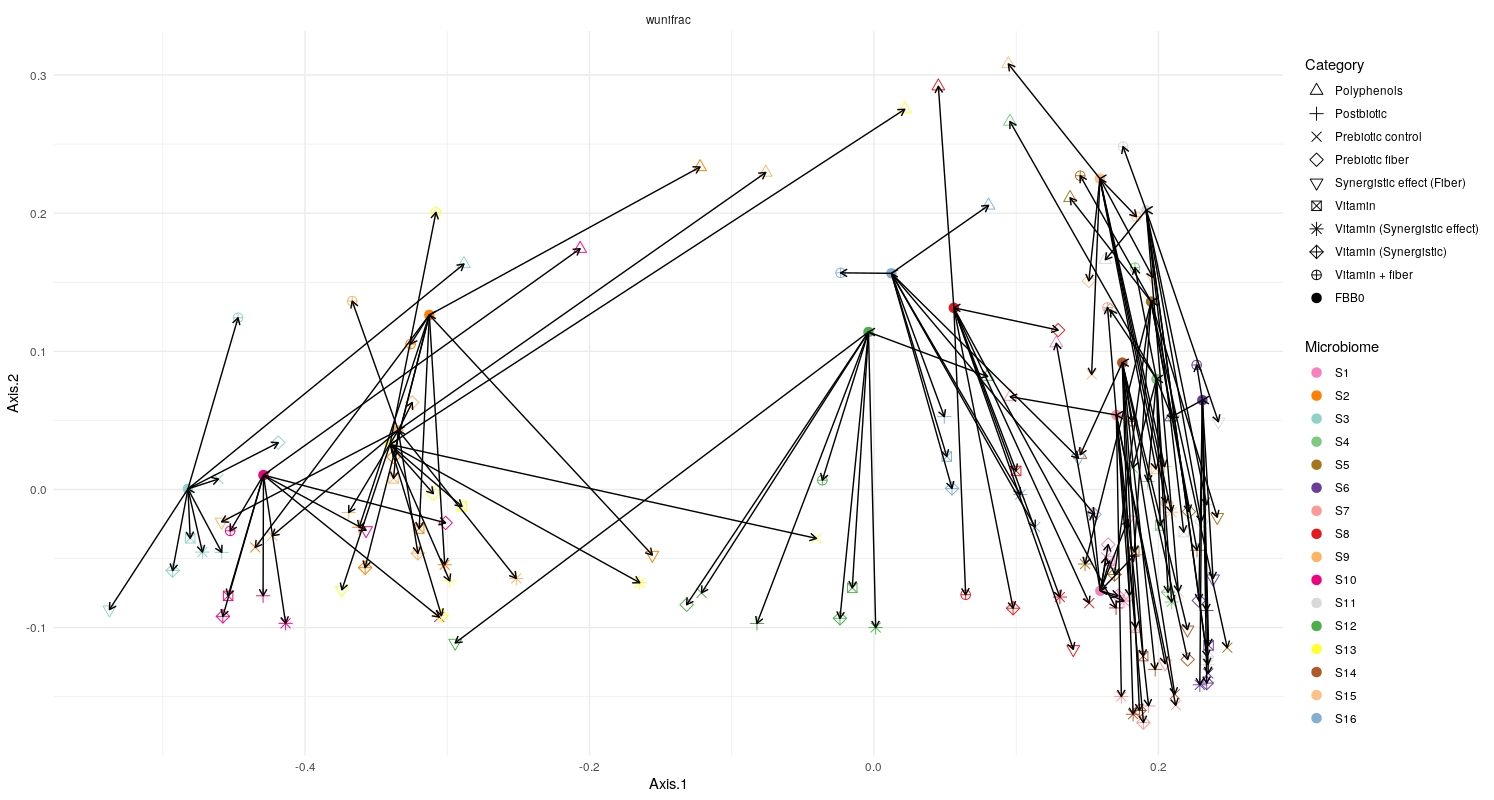 wunifrac
0.3
0.2
0.1
0.0
-0.1
Axis.2
-0.4
-0.2
0.0
0.2
Axis.1
Category
Polyphenols
Postbiotic
Prebiotic control
Prebiotic fiber
Synergistic effect (Fiber)
Vitamin
Vitamin (Synergistic effect)
Vitamin (Synergistic)
Vitamin + fiber
FBB0
Microbiome
S1
S2
S3
S4
S5
S6
S7
S8
S9
S10
S11
S12
S13
S14
S15
S16